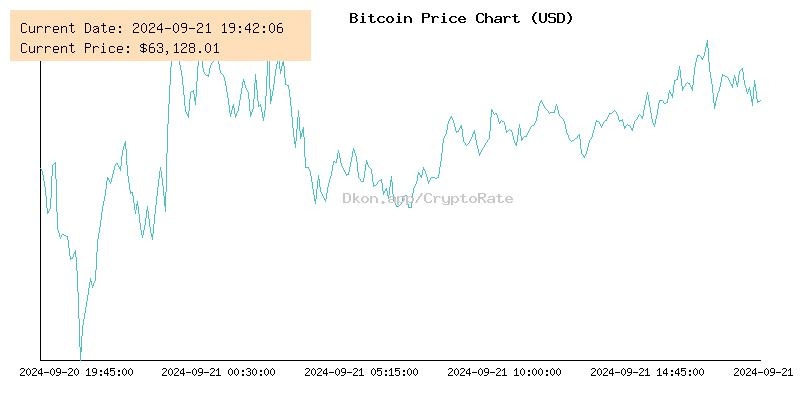 Bitcoin Price Chart (USD)
Current Date: 2024-09-21 19:42:06
Current Price: $63,128.01
Dkon.app/CryptoRate
2024-09-20 19:45:00 2024-09-21 00:30:00 2024-09-21 05:15:00 2024-09-21 10:00:00 2024-09-21 14:45:00 2024-09-21